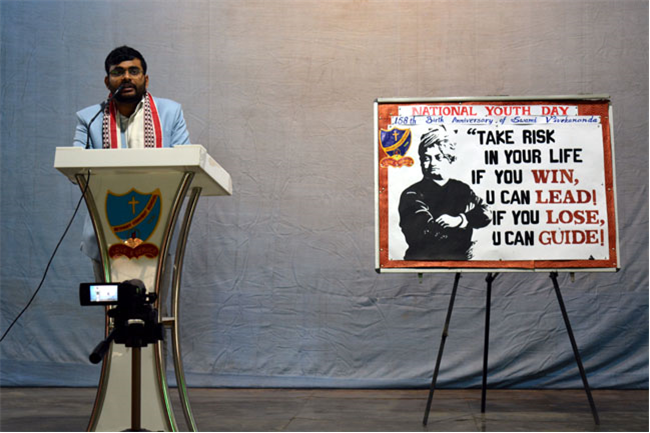 NATIONAL YOUTH DAY
158th Birth Anniversary of Swami Vivekananda
"TAKE RISK
IN YOUR LIFE
IF YOU WIN,
U CAN LEAD!
IF YOU LOSE,
U CAN GUIDE!